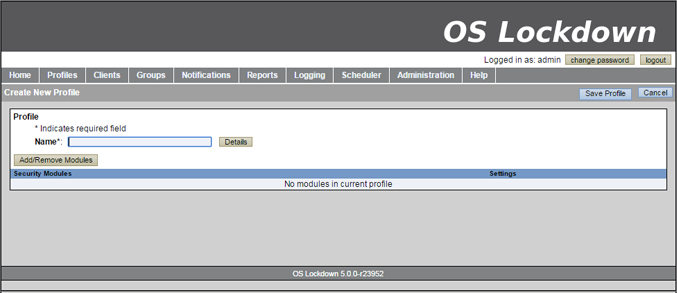 OS Lockdown
Logged in as: admin change password logout
Home Profiles Clients Groups Notifications Reports Logging Scheduler Administration Help
Create New Profile Save Profile Cancel
Profile
* Indicates required field
Name*: Details
Add/Remove Modules
Security Modules Settings
No modules in current profile
OS Lockdown 5.0.0-r23952